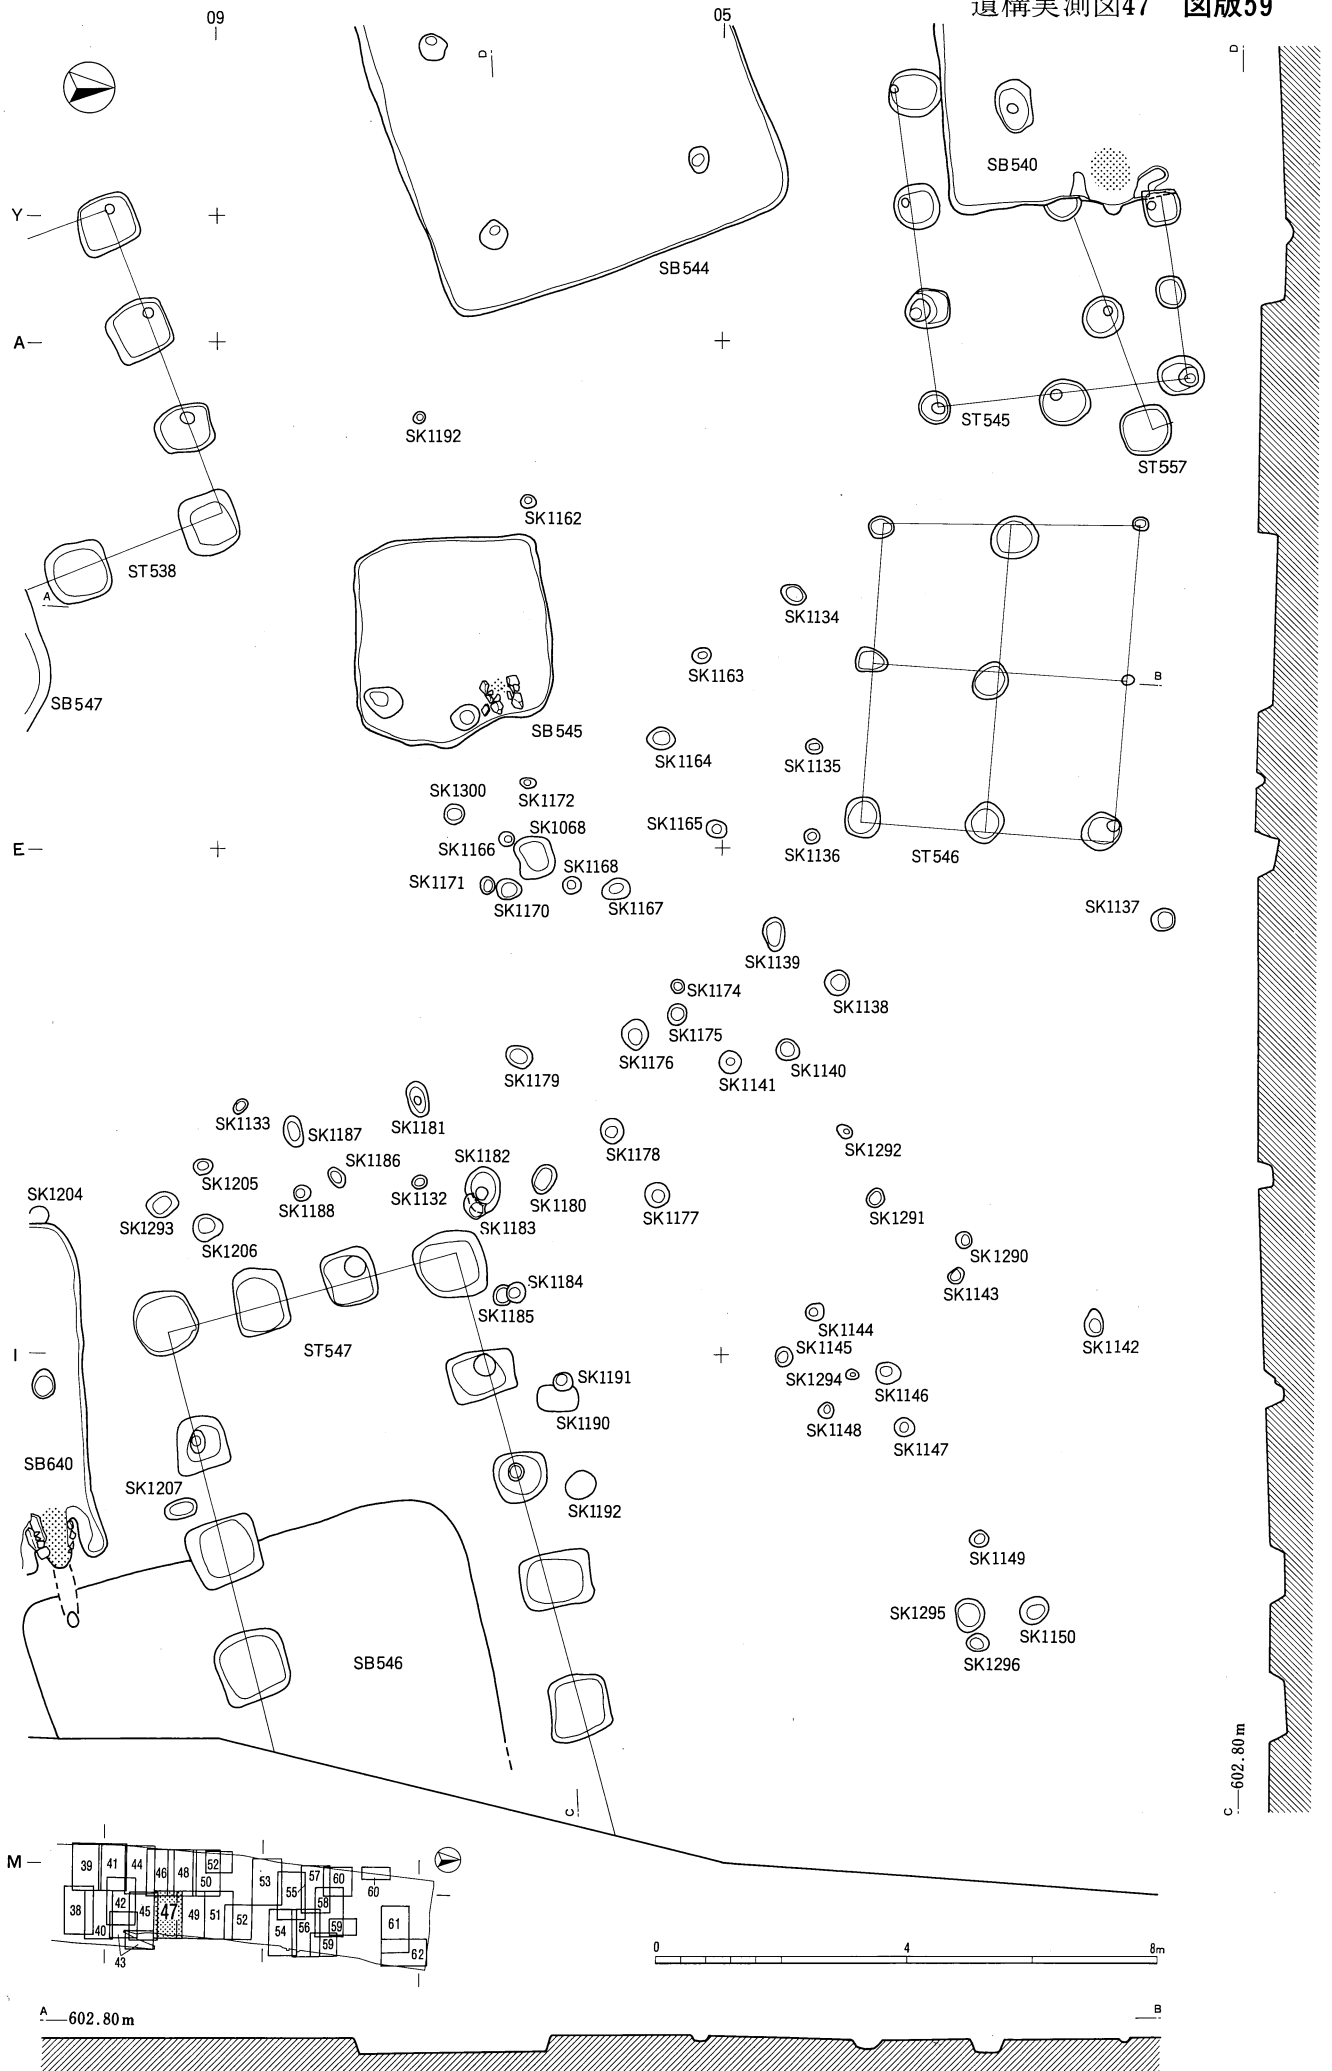 遺構実測図47 図版59
09
05
D
D
SB540
Y
SB544
A
ST545
SK1192
ST557
SK1162
ST538
A
SK1134
SK1163
B
SB547
SB545
SK1164
SK1135
SK1300
SK1172
SK1165
SK1068
SK1166
SK1136
ST546
E
SK1168
SK1171
SK1170
SK1167
SK1137
SK1139
SK1174
SK1138
SK1175
SK1176
SK1140
SK1179
SK1141
SK1133
SK1181
SK1187
SK1292
SK1182
SK1178
SK1186
SK1205
SK1204
SK1132
SK1180
SK1188
SK1177
SK1291
SK1293
SK1183
SK1206
SK1290
SK1184
SK1143
SK1185
SK1144
ST547
SK1145
SK1142
I
SK1191
SK1294
SK1146
SK1190
SK1148
SK1147
SB640
SK1207
SK1192
SK1149
SK1295
SK1150
SB546
SK1296
C
C
602.80m
M
39 41 44 46 48 52 50 53 57 60 60
38 42 45 47 49 51 52 55 58 61
40 43 54 56 59 59 62
0 4 8m
A 602.80m B